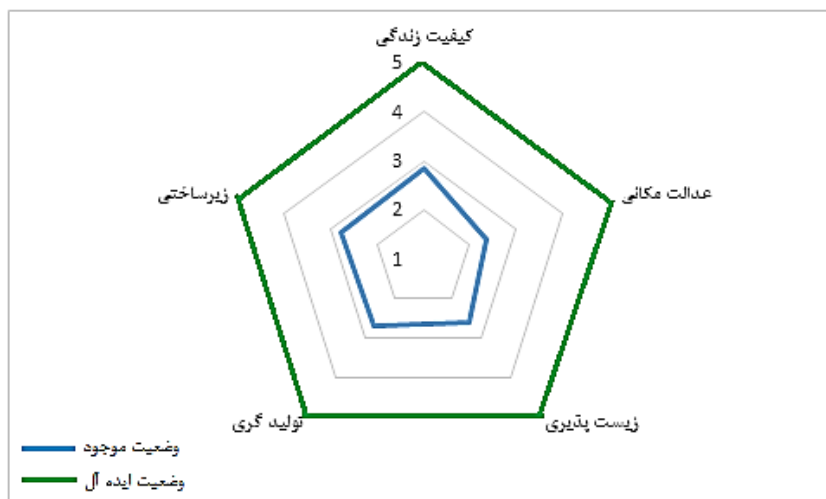 کیفیت زندگی
5
4
3
2
1
عدالت مکانی
زیرساختی
زیست پذیری
تولید گری
وضعیت موجود
وضعیت ایده آل